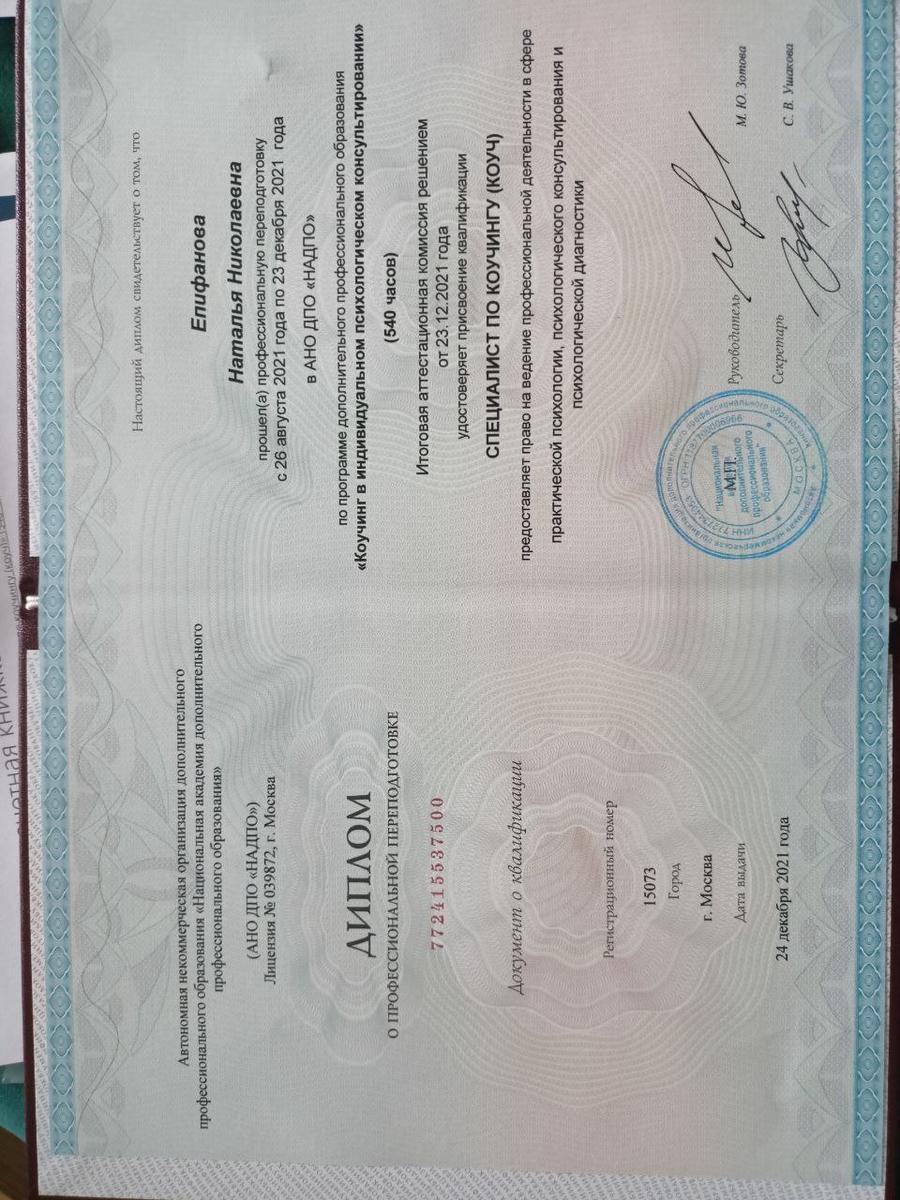 Автономная некоммерческая организация дополнительного
профессионального образования «Национальная академия дополнительного
профессионального образования»
(АНО ДПО «НАДПО»)
Лицензия № 039872, г. Москва
ДИПЛОМ
О ПРОФЕССИОНАЛЬНОЙ ПЕРЕПОДГОТОВКЕ
772415537500
Документ о квалификации
Регистрационный номер
15073
Город
г. Москва
Дата выдачи
24 декабря 2021 года
Настоящий диплом свидетельствует о том, что
Епифанова
Наталья Николаевна
прошел(а) профессиональную переподготовку
с 26 августа 2021 года по 23 декабря 2021 года
в АНО ДПО «НАДПО»
по программе дополнительного профессионального образования
«Коучинг в индивидуальном психологическом консультировании»
(540 часов)
Итоговая аттестационная комиссия решением
от 23.12.2021 года
удостоверяет присвоение квалификации
СПЕЦИАЛИСТ ПО КОУЧИНГУ (КОУЧ)
предоставляет право на ведение профессиональной деятельности в сфере
практической психологии, психологического консультирования и
психологической диагностики
Руководитель М. Ю. Зотова
Секретарь С. В. Ушакова
М.П.
"Национальная
дополнительного
профессионального
образования"
МОСКВА